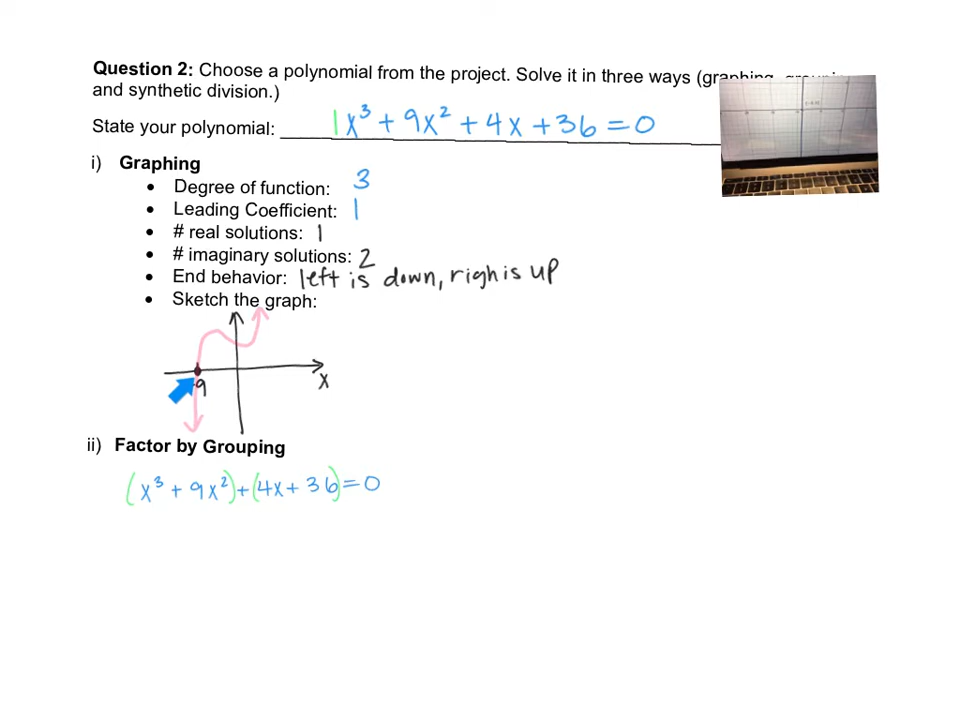 Question 2: Choose a polynomial from the project. Solve it in three ways (graphing,
and synthetic division.)
State your polynomial: 1x³ + 9x² + 4x + 36 = 0
i) Graphing
• Degree of function: 3
• Leading Coefficient: 1
• # real solutions: 1
• # imaginary solutions: 2
• End behavior: left is down, righ is up
• Sketch the graph:
x
9
ii) Factor by Grouping
(x³ + 9x²) + (4x + 36) = 0